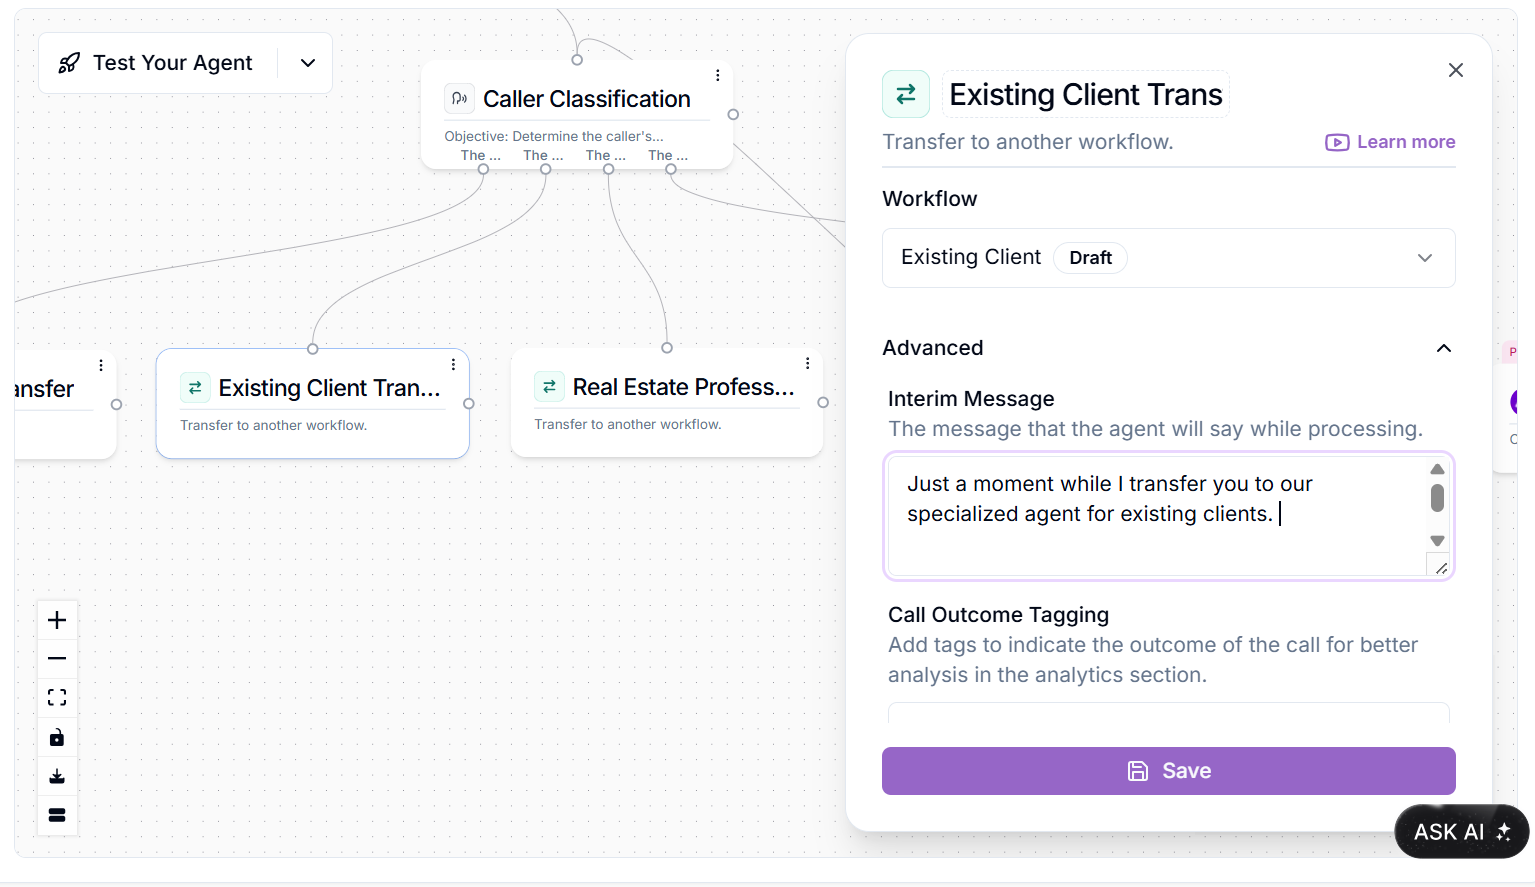 Test Your Agent
Caller Classification
Objective: Determine the caller's...
The ... The ... The ... The ...
ansfer
Existing Client Tran...
Transfer to another workflow.
Real Estate Profess...
Transfer to another workflow.
Existing Client Trans
Transfer to another workflow.
Learn more
Workflow
Existing Client Draft
Advanced
Interim Message
The message that the agent will say while processing.
Just a moment while I transfer you to our
specialized agent for existing clients.
Call Outcome Tagging
Add tags to indicate the outcome of the call for better
analysis in the analytics section.
Save
P
ASK AI